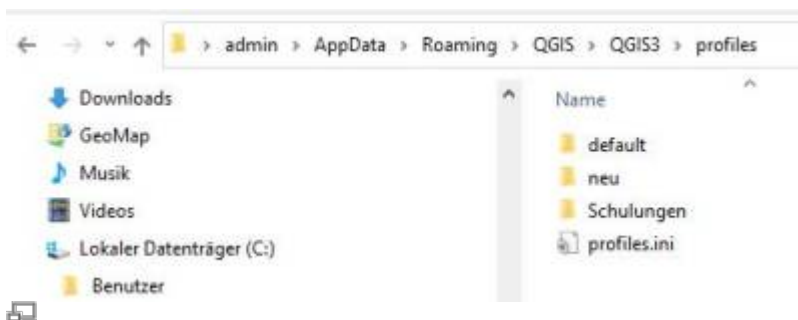 admin > AppData > Roaming > QGIS > QGIS3 > profiles
Downloads
GeoMap
Musik
Videos
Lokaler Datenträger (C:)
Benutzer
Name
default
neu
Schulungen
profiles.ini